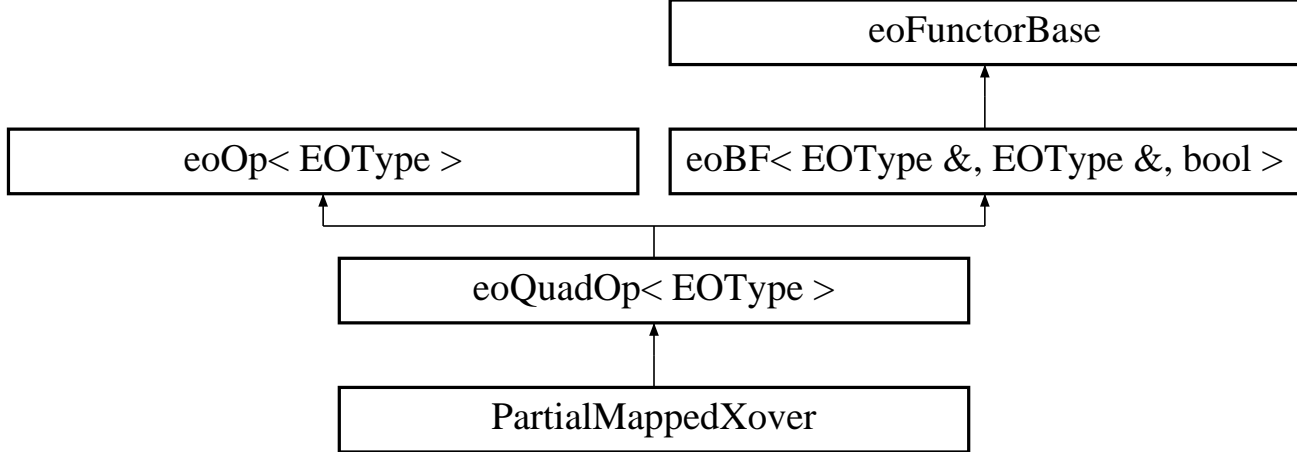 eoFunctorBase
eoOp< EOType >
eoBF< EOType &, EOType &, bool >
eoQuadOp< EOType >
PartialMappedXover